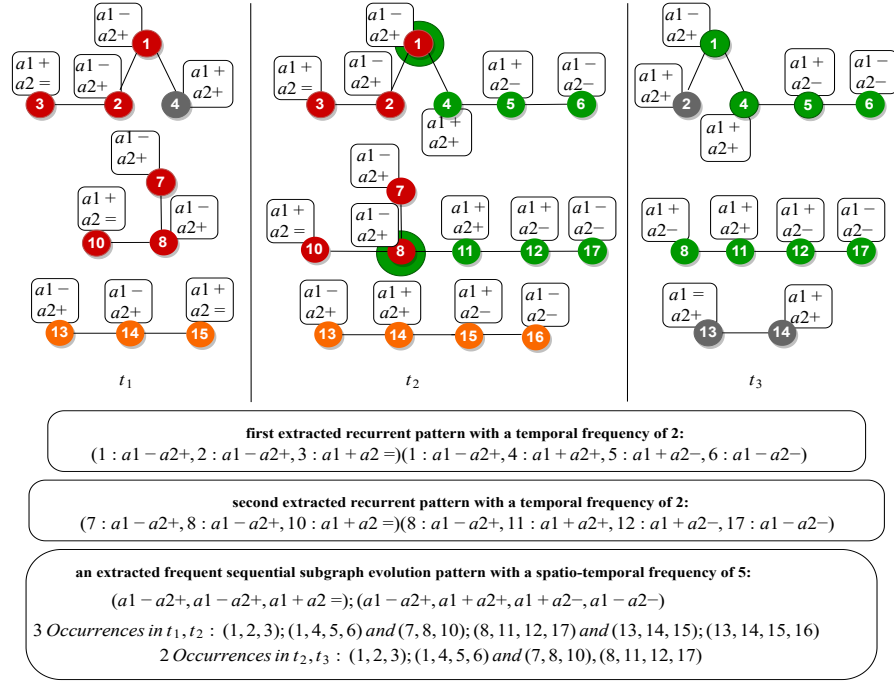 a1 −
a2+
1
a1 +
a2 =
3
a1 −
a2+
2
a1 +
a2+
4
a1 −
a2+
7
a1 +
a2 =
10
a1 −
a2+
8
a1 −
a2+
13
a1 −
a2+
14
a1 +
a2 =
15
t1
a1 −
a2+
1
a1 +
a2 =
3
a1 −
a2+
2
4
a1 +
a2+
a1 +
a2−
5
a1 −
a2−
6
a1 −
a2+
7
a1 +
a2 =
10
a1 −
a2+
8
a1 +
a2+
11
a1 +
a2−
12
a1 −
a2−
17
a1 −
a2+
13
a1 +
a2+
14
a1 +
a2−
15
a1 −
a2−
16
t2
a1 −
a2+
1
a1 +
a2+
2
4
a1 +
a2+
a1 +
a2−
5
a1 −
a2−
6
a1 +
a2−
8
a1 +
a2+
11
a1 +
a2−
12
a1 −
a2−
17
a1 =
a2+
13
a1 +
a2+
14
t3
first extracted recurrent pattern with a temporal frequency of 2:
(1 : a1 − a2+, 2 : a1 − a2+, 3 : a1 + a2 =)(1 : a1 − a2+, 4 : a1 + a2+, 5 : a1 + a2−, 6 : a1 − a2−)
second extracted recurrent pattern with a temporal frequency of 2:
(7 : a1 − a2+, 8 : a1 − a2+, 10 : a1 + a2 =)(8 : a1 − a2+, 11 : a1 + a2+, 12 : a1 + a2−, 17 : a1 − a2−)
an extracted frequent sequential subgraph evolution pattern with a spatio-temporal frequency of 5:
(a1 − a2+, a1 − a2+, a1 + a2 =); (a1 − a2+, a1 + a2+, a1 + a2−, a1 − a2−)
3 Occurrences in t1, t2 : (1, 2, 3); (1, 4, 5, 6) and (7, 8, 10); (8, 11, 12, 17) and (13, 14, 15); (13, 14, 15, 16)
2 Occurrences in t2, t3 : (1, 2, 3); (1, 4, 5, 6) and (7, 8, 10), (8, 11, 12, 17)